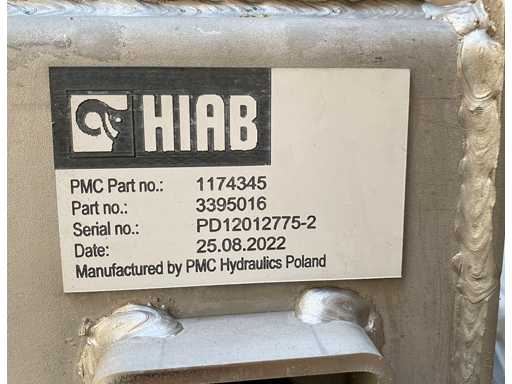 HIAB
PMC Part no.: 1174345
Part no.: 3395016
Serial no.: PD12012775-2
Date: 25.08.2022
Manufactured by PMC Hydraulics Poland